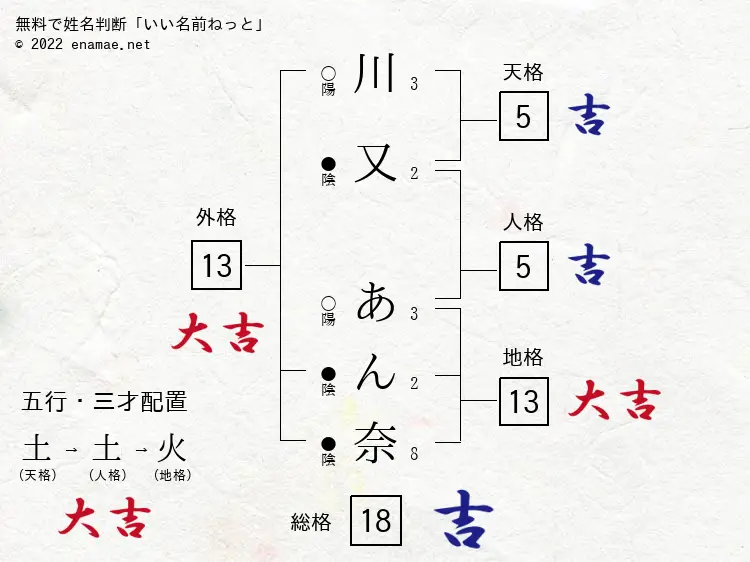 無料で姓名判断「いい名前ねっと」
© 2022 enamae.net
天格
5 吉
人格
5 吉
地格
13 大吉
外格
13
大吉
○陽 川 3
●陰 又 2
○陽 あ 3
●陰 ん 2
●陰 奈 8
五行・三才配置
土→土→火
(天格) (人格) (地格)
大吉
総格 18 吉